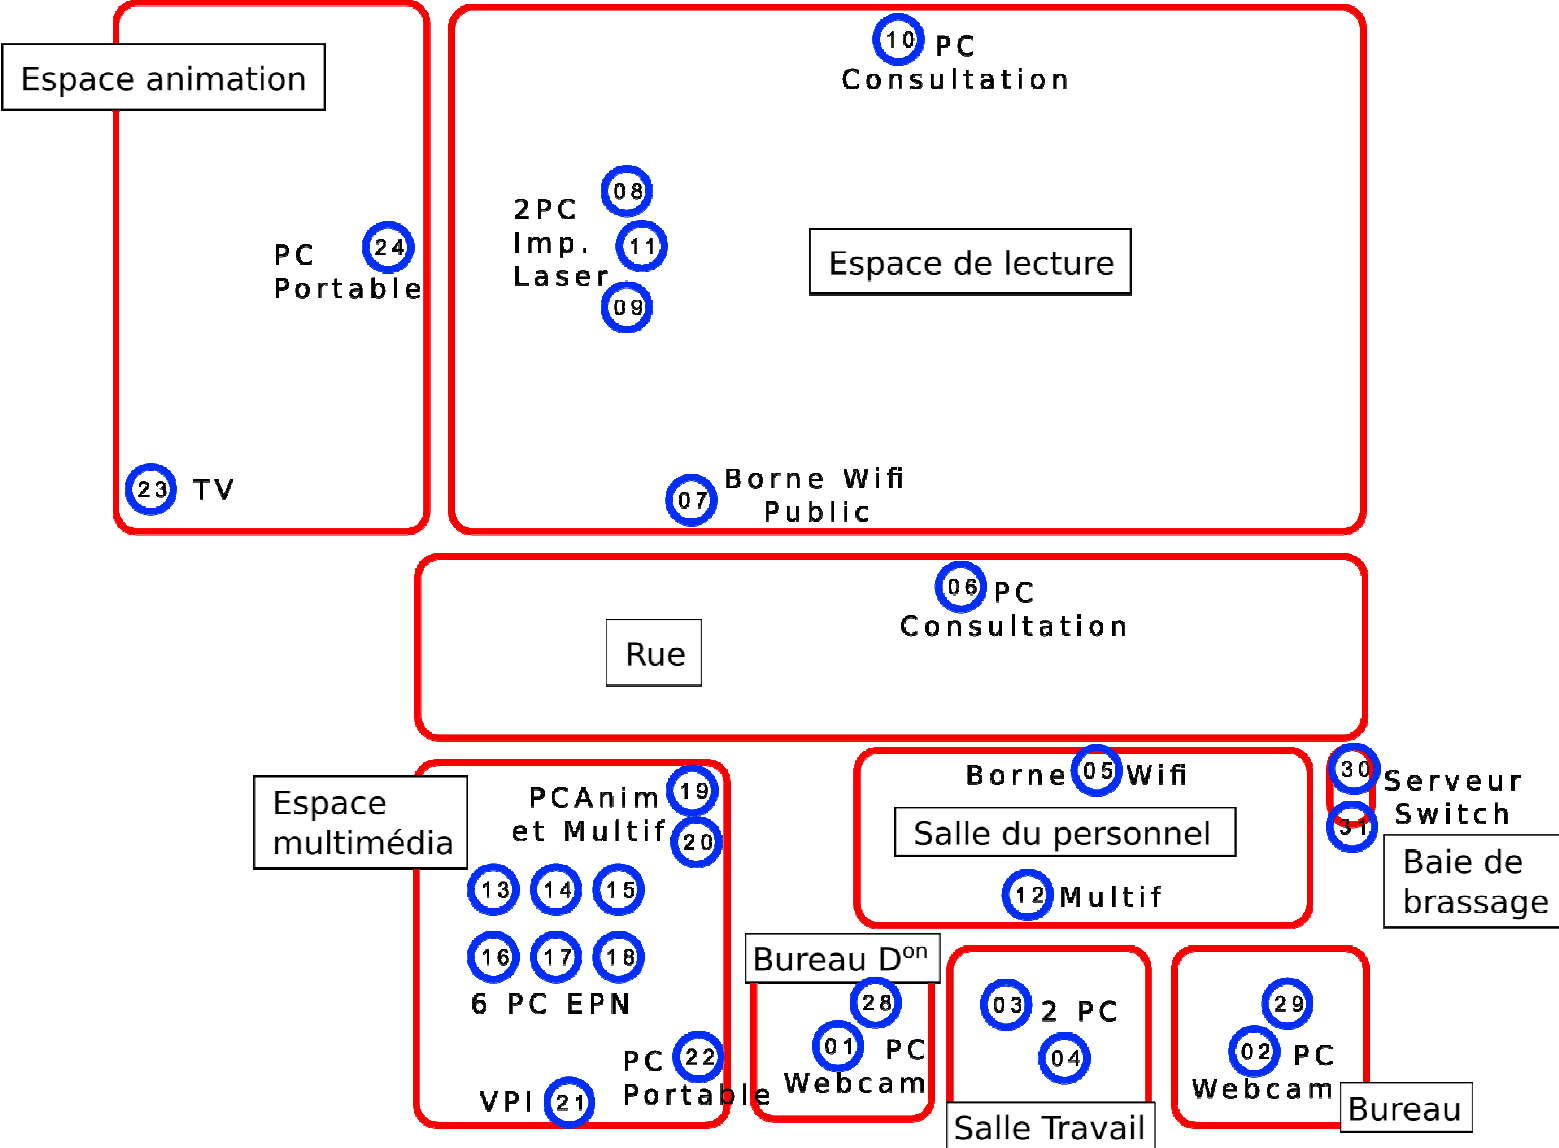 Espace animation
24
PC
Portable
23 TV
10 PC
Consultation
08
2PC
Imp.
Laser
11
09
Espace de lecture
07 Borne Wifi
Public
06 PC
Consultation
Rue
Espace
multimédia
PCAnim 19
et Multif 20
13 14 15
16 17 18
6 PC EPN
PC 22
Portable
VPI 21
Borne 05 Wifi
Salle du personnel
12 Multif
30 Serveur
Switch
31
Baie de
brassage
Bureau Don
28
01 PC
Webcam
03 2 PC
04
Salle Travail
29
02 PC
Webcam
Bureau